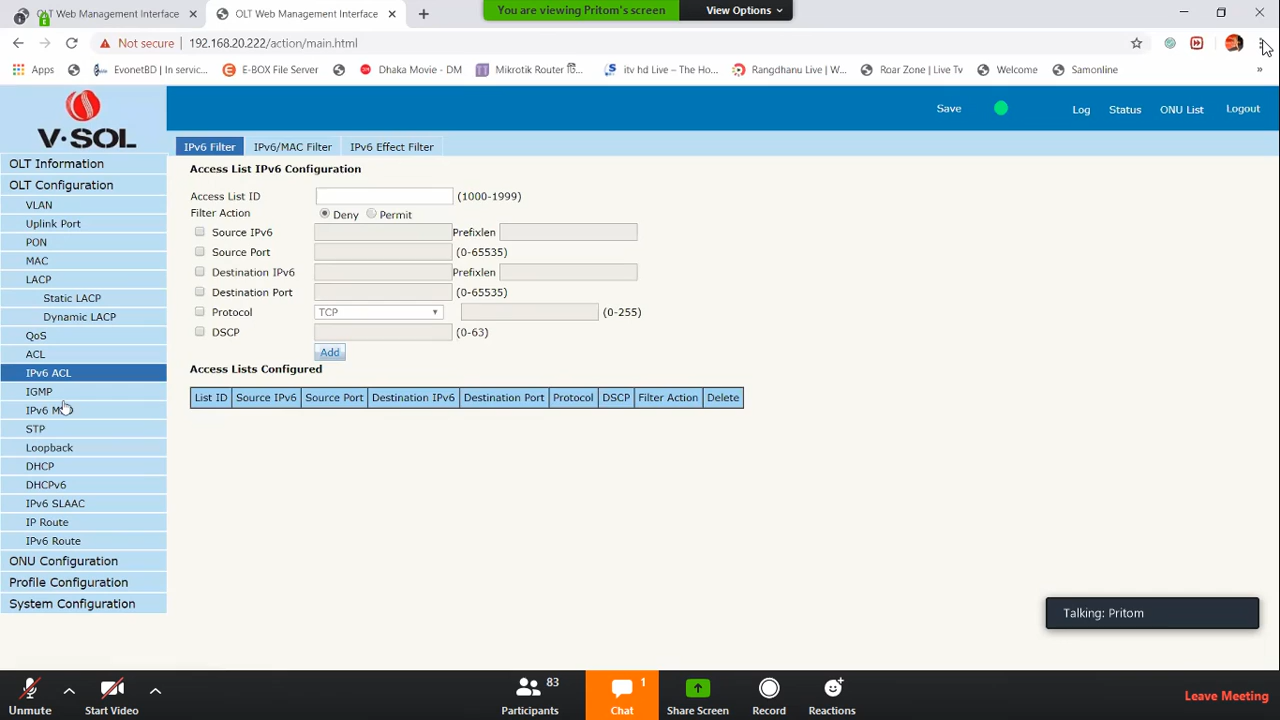 OLT Web Management Interface
OLT Web Management Interface
You are viewing Pritom's screen
View Options
Not secure
192.168.20.222/action/main.html
Apps
EvonetBD | In servic...
E-BOX File Server
Dhaka Movie - DM
Mikrotik Router
itv hd Live – The Ho...
Rangdhanu Live | W...
Roar Zone | Live Tv
Welcome
Samonline
»
V·SOL
Save
Log
Status
ONU List
Logout
OLT Information
OLT Configuration
VLAN
Uplink Port
PON
MAC
LACP
Static LACP
Dynamic LACP
QoS
ACL
IPv6 ACL
IGMP
STP
Loopback
DHCP
DHCPv6
IPv6 SLAAC
IP Route
IPv6 Route
ONU Configuration
Profile Configuration
System Configuration
IPv6 Filter
IPv6/MAC Filter
IPv6 Effect Filter
Access List IPv6 Configuration
Access List ID (1000-1999)
Filter Action Deny Permit
Source IPv6 Prefixlen
Source Port (0-65535)
Destination IPv6 Prefixlen
Destination Port (0-65535)
Protocol TCP (0-255)
DSCP (0-63)
Add
Access Lists Configured
List ID Source IPv6 Source Port Destination IPv6 Destination Port Protocol DSCP Filter Action Delete
Talking: Pritom
Unmute
Start Video
83
Participants
1
Chat
Share Screen
Record
Reactions
Leave Meeting